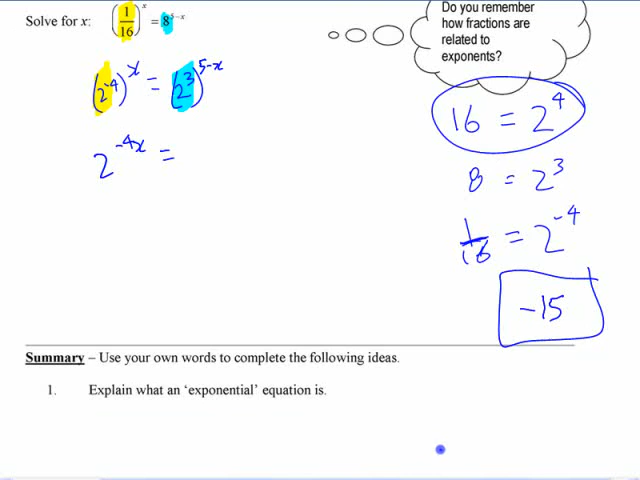 Do you remember
how fractions are
related to
exponents?
Solve for x: (1/16)^x = 8^(5-x)
(2^-4)^x = (2^3)^(5-x)
2^-4x =
16 = 2^4
8 = 2^3
1/16 = 2^-4
-15
Summary – Use your own words to complete the following ideas.
1. Explain what an ‘exponential’ equation is.